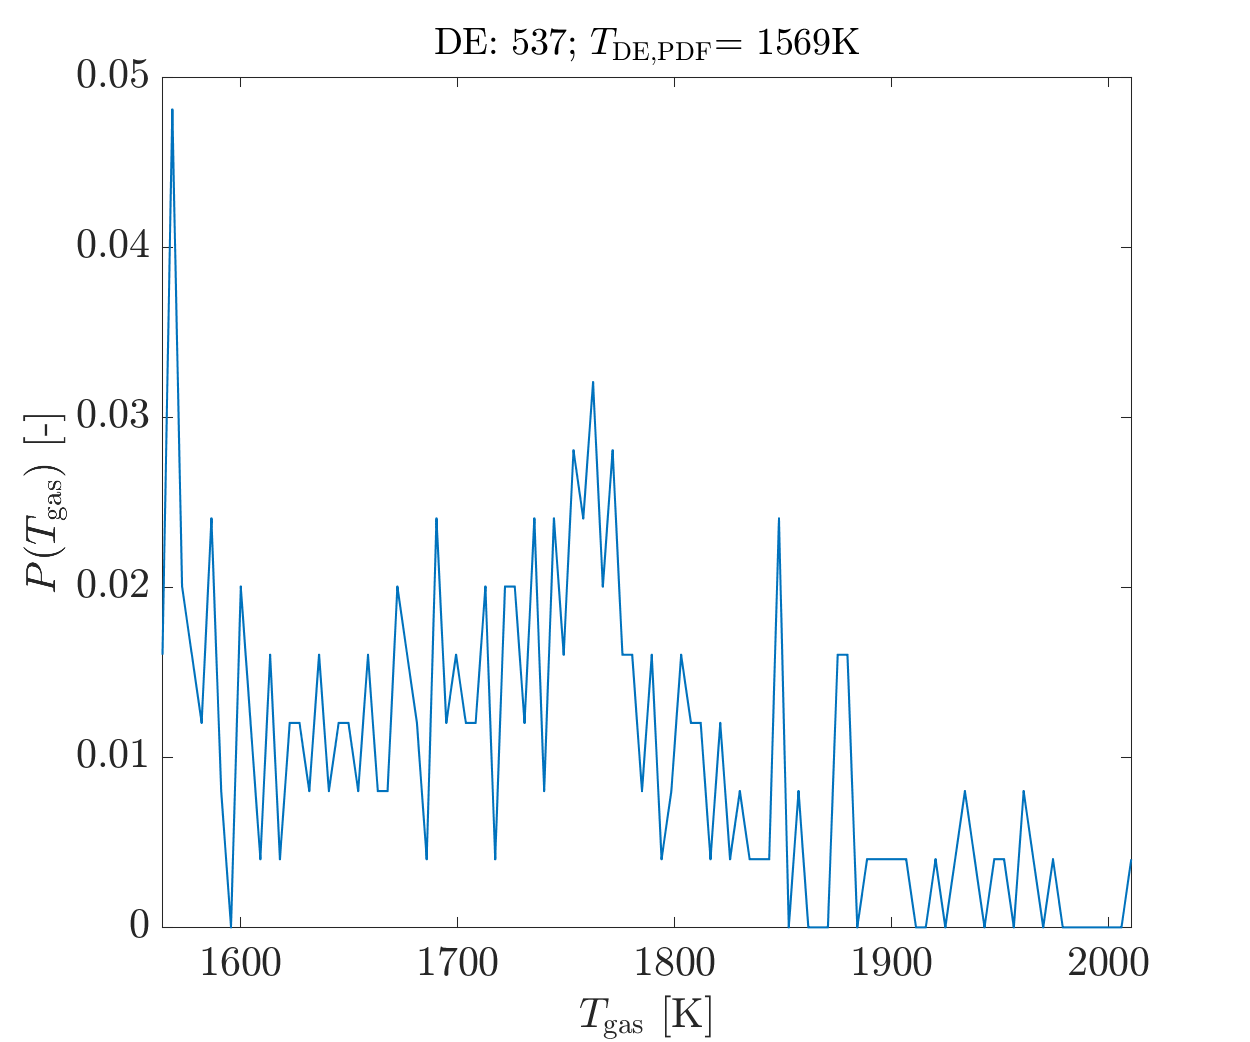 DE: 537; T_DE,PDF= 1569K
0.05
0.04
0.03
0.02
0.01
0
P(T_gas) [-]
1600 1700 1800 1900 2000
T_gas [K]